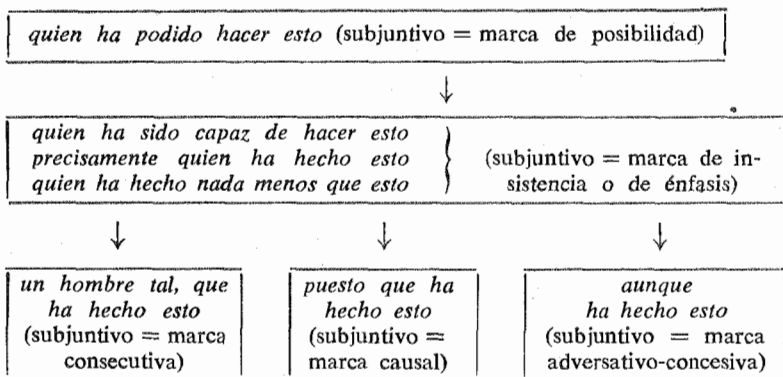 quien ha podido hacer esto (subjuntivo = marca de posibilidad)
↓
quien ha sido capaz de hacer esto
precisamente quien ha hecho esto
quien ha hecho nada menos que esto
(subjuntivo = marca de in-
sistencia o de énfasis)
↓ ↓ ↓
un hombre tal, que
ha hecho esto
(subjuntivo = marca
consecutiva)
puesto que ha
hecho esto
(subjuntivo =
marca causal)
aunque
ha hecho esto
(subjuntivo = marca
adversativo-concesiva)